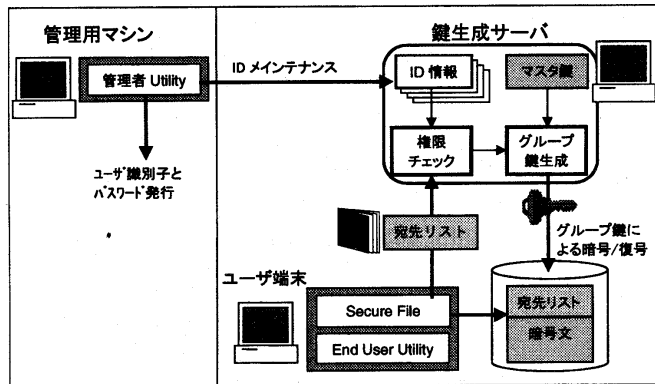 管理用マシン
管理者 Utility
ユーザ識別子と
パスワード発行
ID メインテナンス
鍵生成サーバ
ID 情報
マスタ鍵
権限
チェック
グループ
鍵生成
宛先リスト
グループ鍵に
よる暗号/復号
ユーザ端末
Secure File
End User Utility
宛先リスト
暗号文